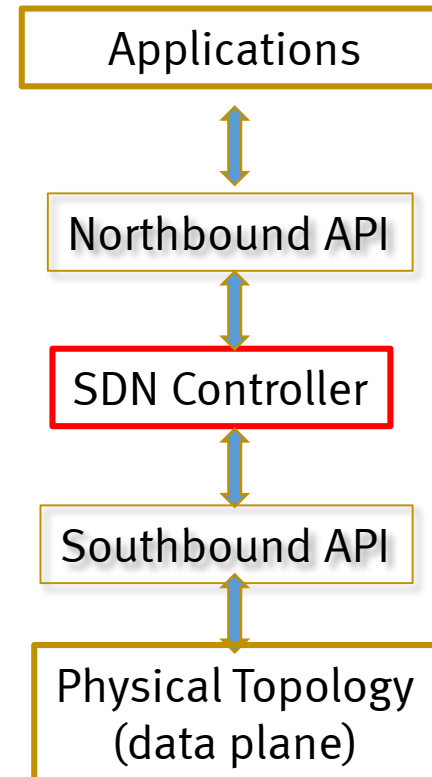 Applications
Northbound API
SDN Controller
Southbound API
Physical Topology
(data plane)